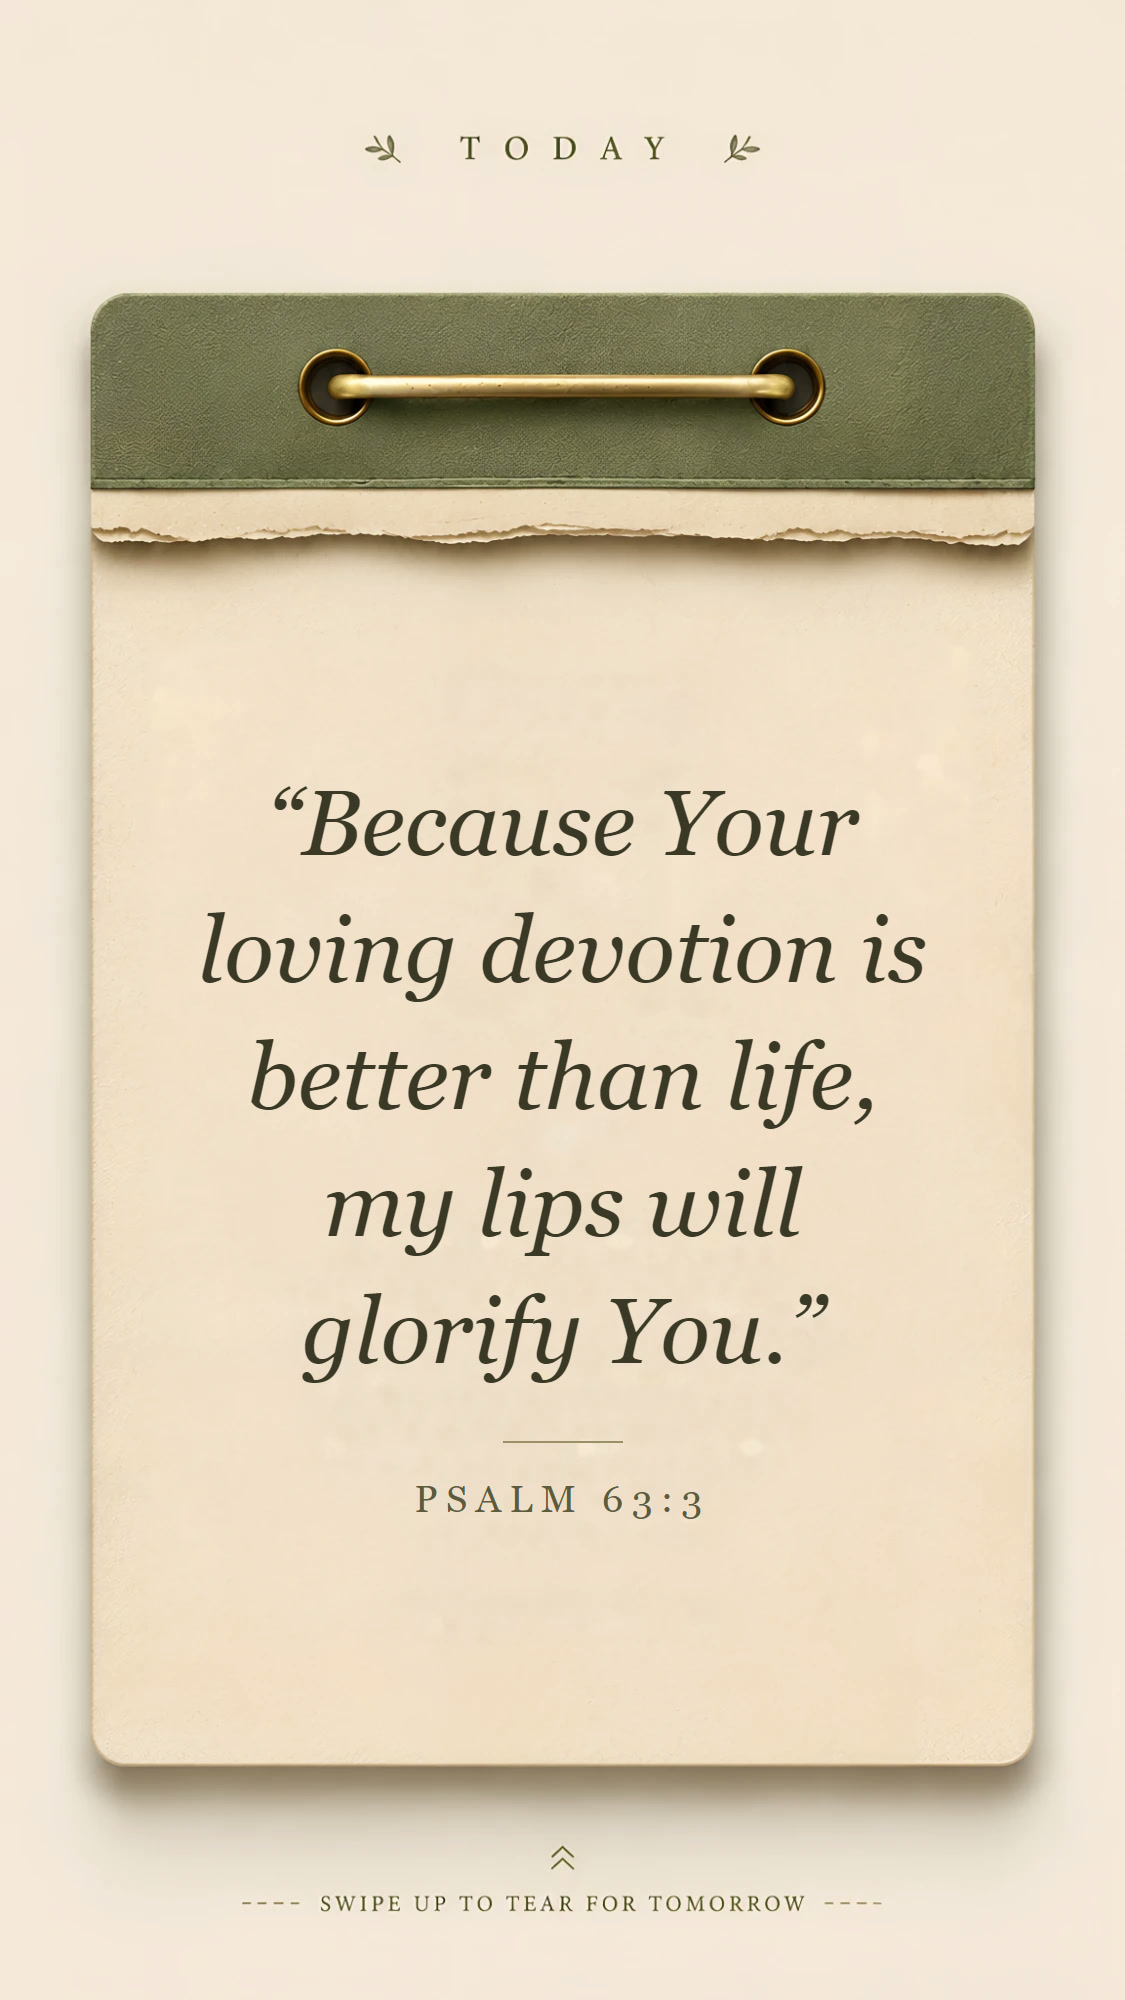 TODAY
“Because Your
loving devotion is
better than life,
my lips will
glorify You.”
PSALM 63:3
SWIPE UP TO TEAR FOR TOMORROW